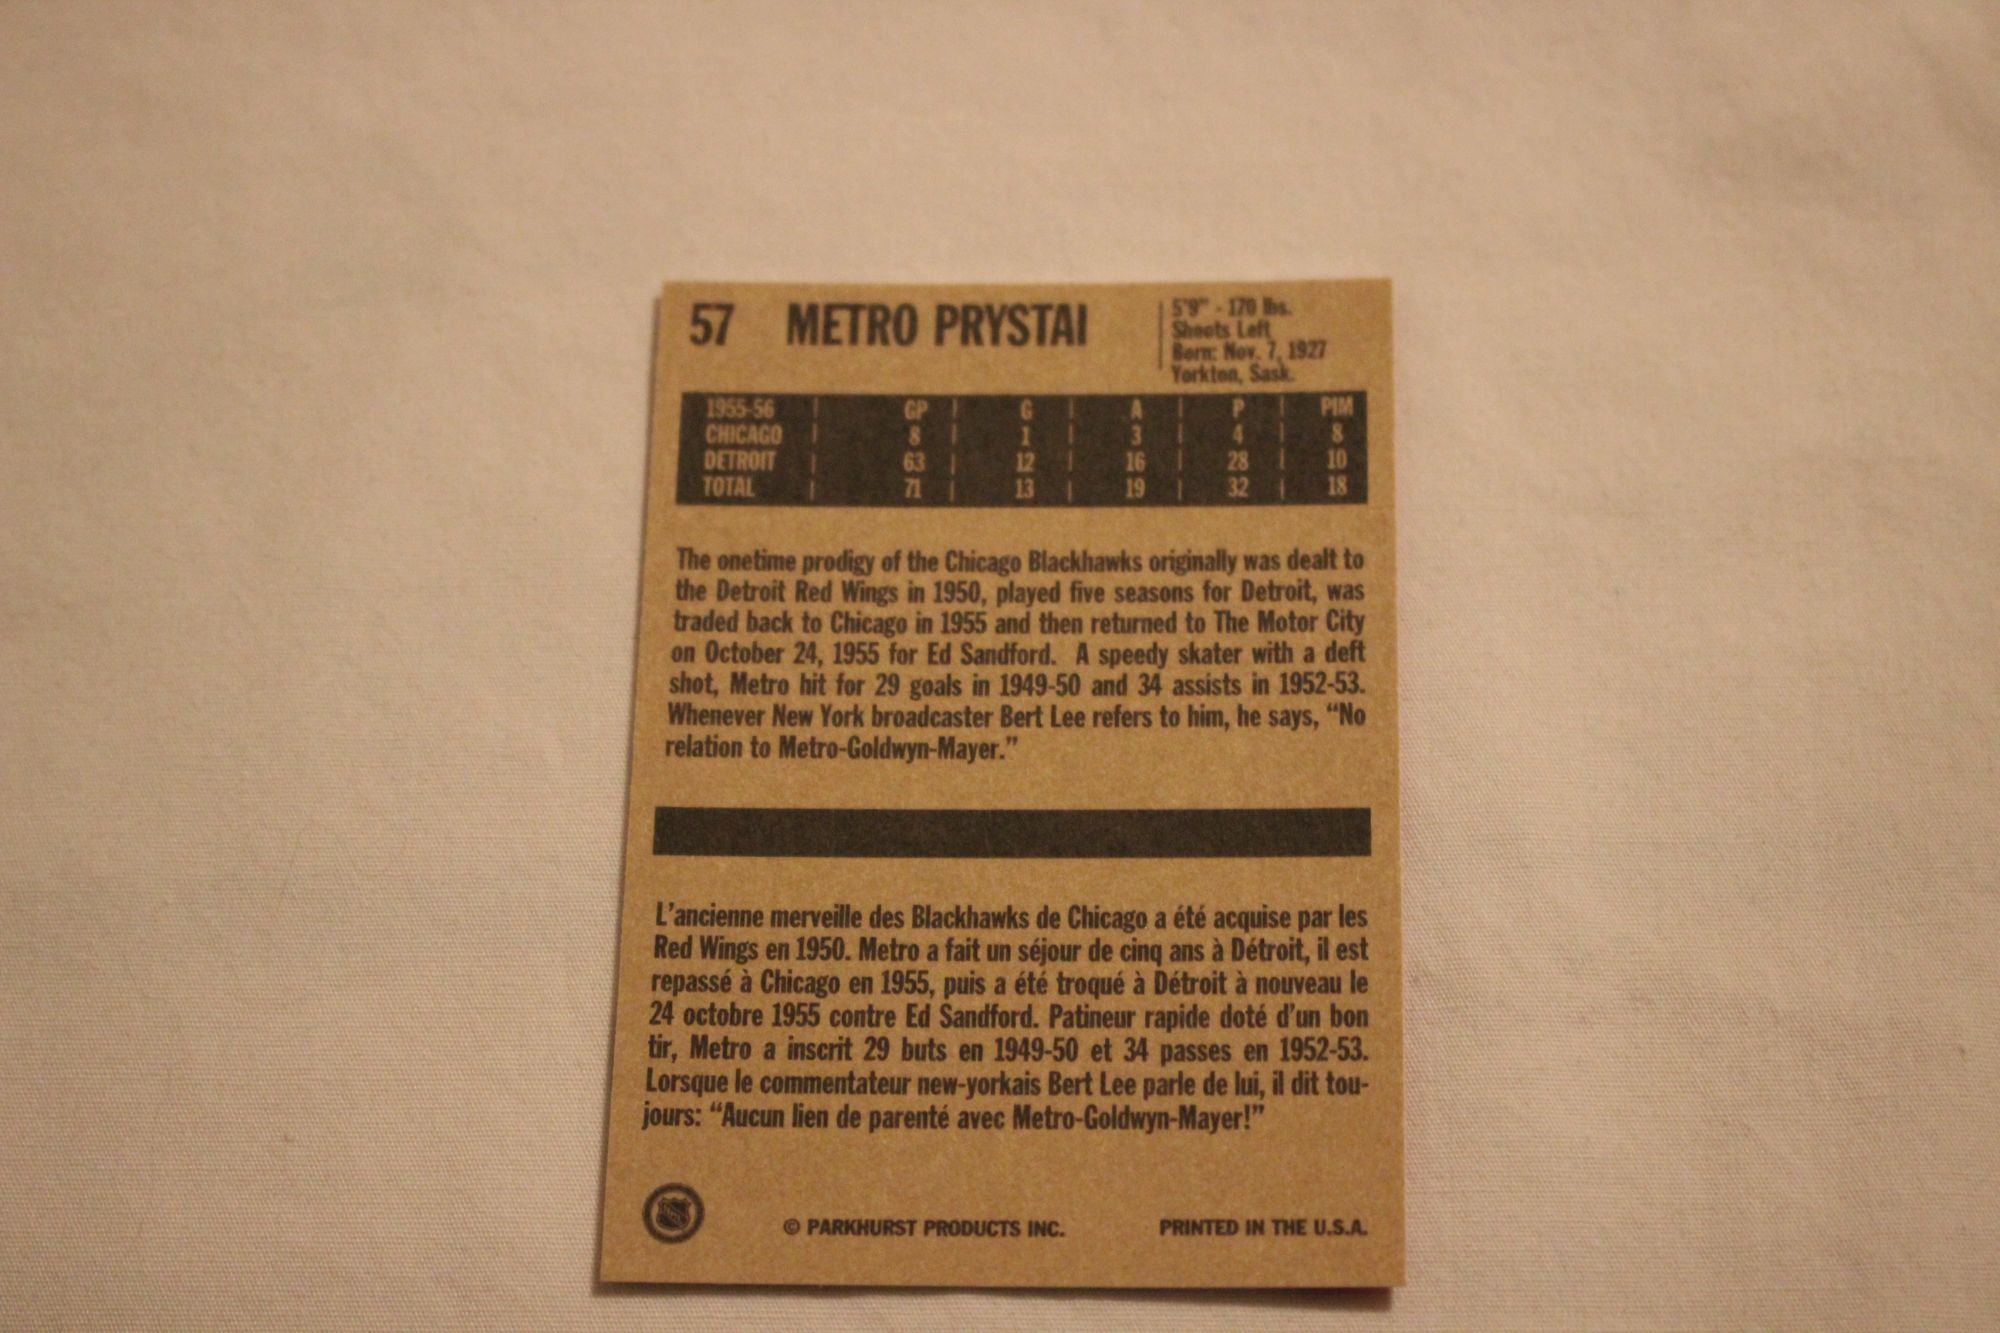 57 METRO PRYSTAI
5'9" - 170 lbs.
Shoots Left
Born: Nov. 7, 1927
Yorkton, Sask.
1955-56 | GP | G | A | P | PIM
CHICAGO | 8 | 1 | 3 | 4 | 8
DETROIT | 63 | 12 | 16 | 28 | 10
TOTAL | 71 | 13 | 19 | 32 | 18
The onetime prodigy of the Chicago Blackhawks originally was dealt to
the Detroit Red Wings in 1950, played five seasons for Detroit, was
traded back to Chicago in 1955 and then returned to The Motor City
on October 24, 1955 for Ed Sandford. A speedy skater with a deft
shot, Metro hit for 29 goals in 1949-50 and 34 assists in 1952-53.
Whenever New York broadcaster Bert Lee refers to him, he says, “No
relation to Metro-Goldwyn-Mayer.”
L'ancienne merveille des Blackhawks de Chicago a été acquise par les
Red Wings en 1950. Metro a fait un séjour de cinq ans à Détroit, il est
repassé à Chicago en 1955, puis a été troqué à Détroit à nouveau le
24 octobre 1955 contre Ed Sandford. Patineur rapide doté d'un bon
tir, Metro a inscrit 29 buts en 1949-50 et 34 passes en 1952-53.
Lorsque le commentateur new-yorkais Bert Lee parle de lui, il dit tou-
jours: “Aucun lien de parenté avec Metro-Goldwyn-Mayer!”
NHL
© PARKHURST PRODUCTS INC. PRINTED IN THE U.S.A.